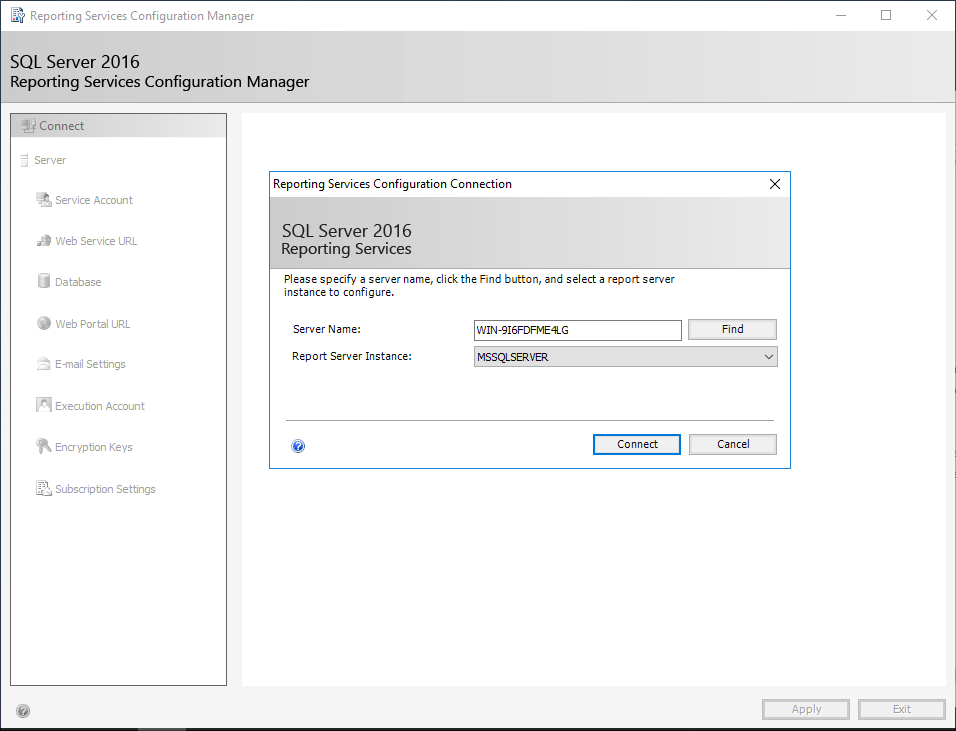 Reporting Services Configuration Manager
SQL Server 2016
Reporting Services Configuration Manager
Connect
Server
Service Account
Web Service URL
Database
Web Portal URL
E-mail Settings
Execution Account
Encryption Keys
Subscription Settings
Reporting Services Configuration Connection
SQL Server 2016
Reporting Services
Please specify a server name, click the Find button, and select a report server
instance to configure.
Server Name: WIN-9I6FDFME4LG Find
Report Server Instance: MSSQLSERVER
Connect Cancel
Apply Exit